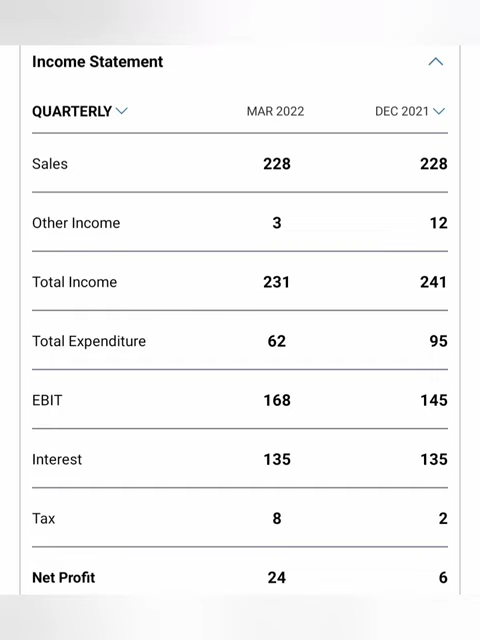 Income Statement
QUARTERLY MAR 2022 DEC 2021
Sales 228 228
Other Income 3 12
Total Income 231 241
Total Expenditure 62 95
EBIT 168 145
Interest 135 135
Tax 8 2
Net Profit 24 6